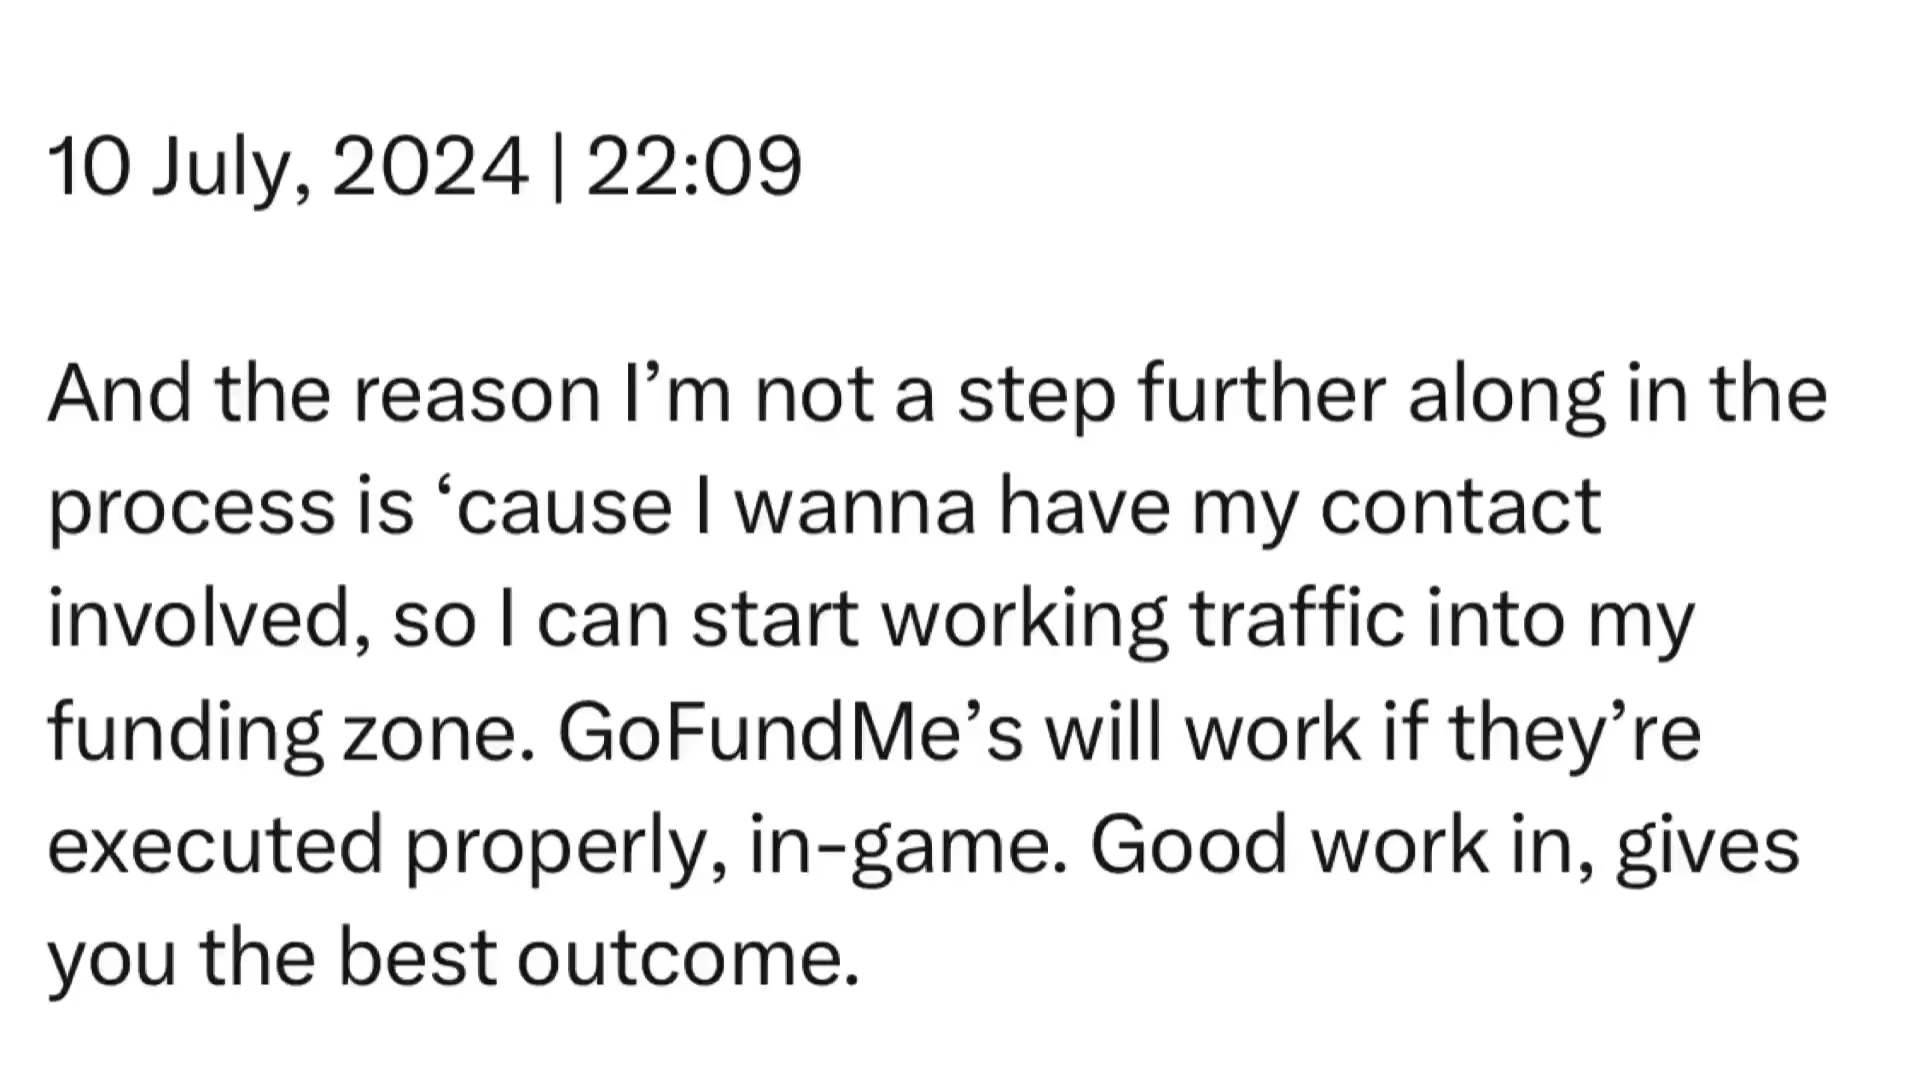 10 July, 2024 | 22:09
And the reason I’m not a step further along in the
process is ‘cause I wanna have my contact
involved, so I can start working traffic into my
funding zone. GoFundMe’s will work if they’re
executed properly, in-game. Good work in, gives
you the best outcome.